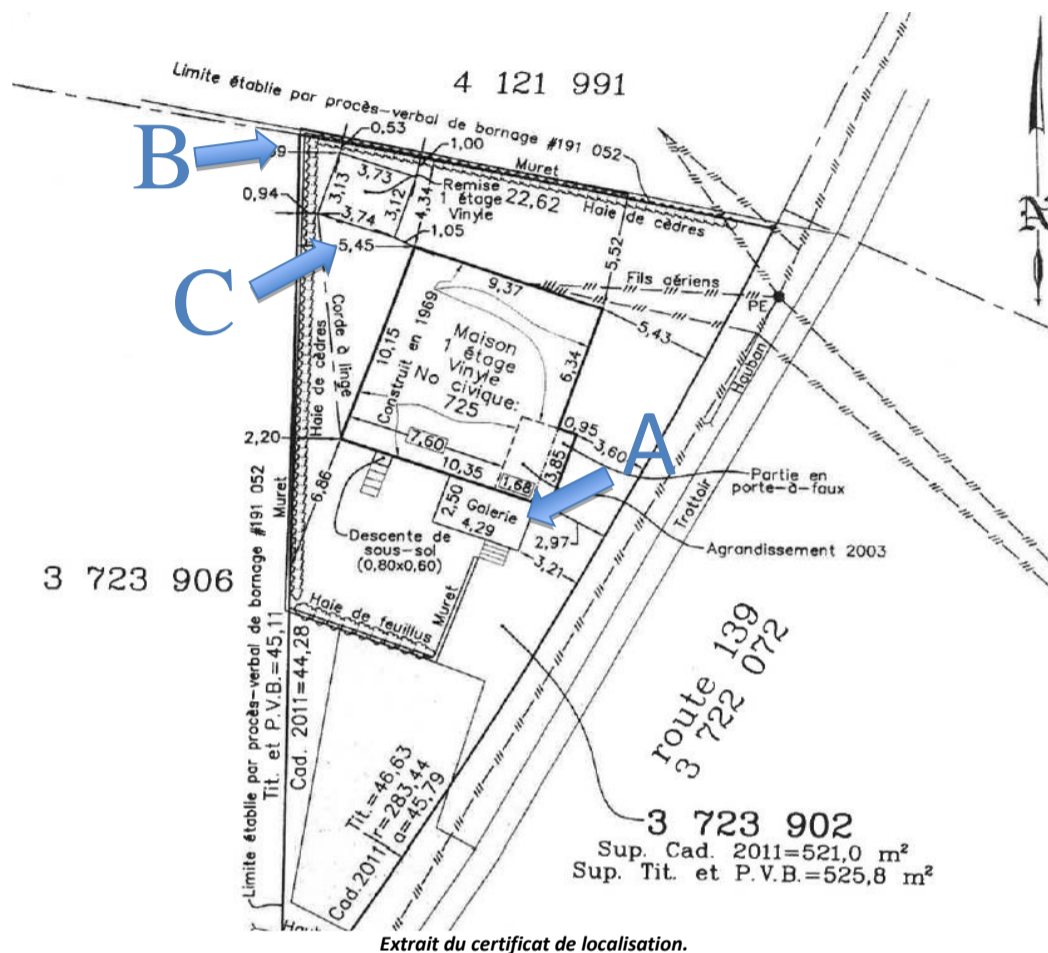 Limite établie par procès-verbal de bornage #191 052
4 121 991
B
0,53
1,00
Muret
3,73
3,13
3,12
4,34
Remise
1 étage
Vinyle
22,62
Haie de cèdres
0,94
3,74
1,05
5,45
5,52
N
C
Fils aériens
PE
9,37
5,43
Hauban
Corde à linge
Haie de cèdres
10,15
Construit en 1969
Maison
1 étage
Vinyle
No civique:
725
6,34
A
0,95
3,60
2,20
7,60
3,85
10,35
1,68
Partie en
porte-à-faux
Trottoir
6,86
Muret
2,50
Galerie
4,29
2,97
Descente de
sous-sol
(0,80x0,60)
3,21
Agrandissement 2003
3 723 906
Haie de feuillus
Muret
Limite établie par procès-verbal de bornage #191 052
Tit. et P.V.B.=45,11
Cad. 2011=44,28
route 139
3 722 072
Tit.=46,63
Cad.2011
r=283,44
a=45,79
3 723 902
Sup. Cad. 2011=521,0 m²
Sup. Tit. et P.V.B.=525,8 m²
Extrait du certificat de localisation.